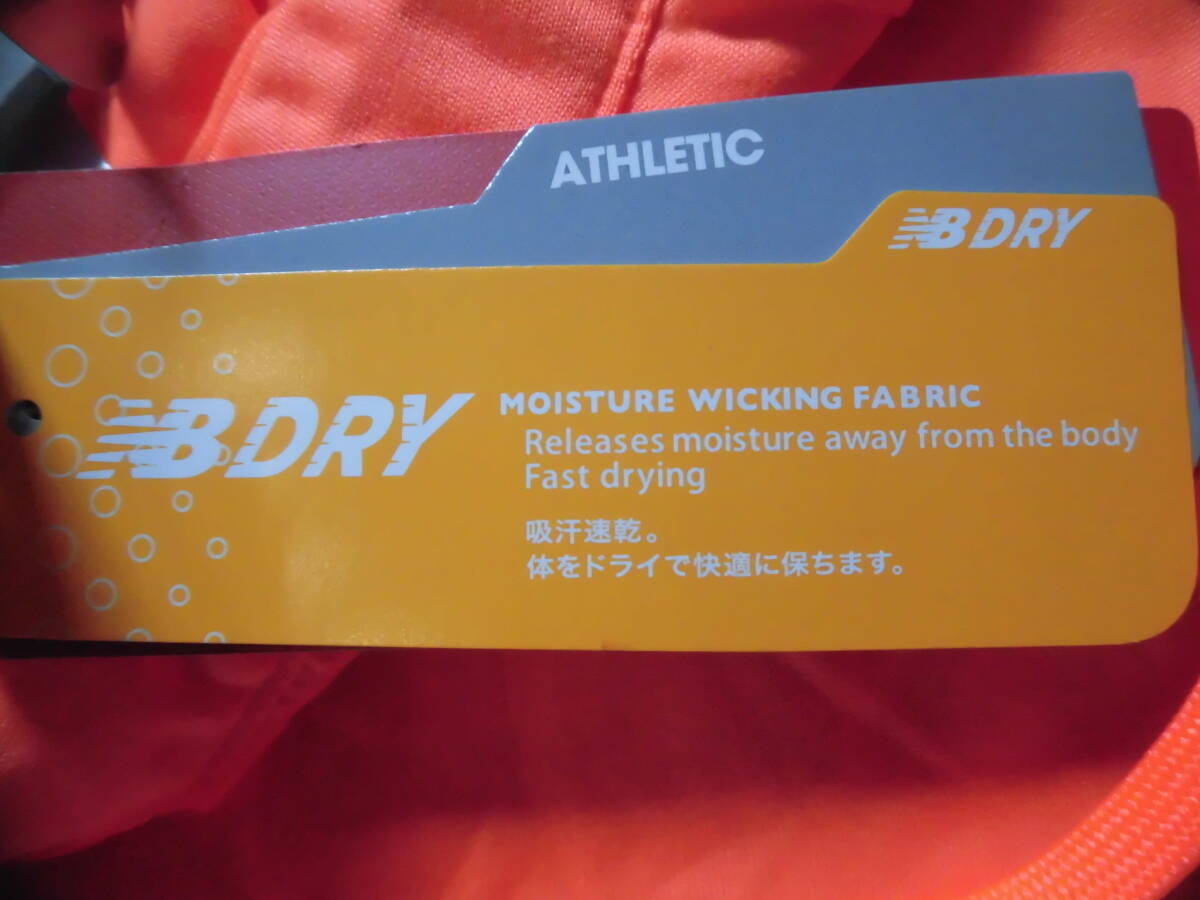 ATHLETIC
NB DRY
NB DRY
MOISTURE WICKING FABRIC
Releases moisture away from the body
Fast drying
吸汗速乾。
体をドライで快適に保ちます。